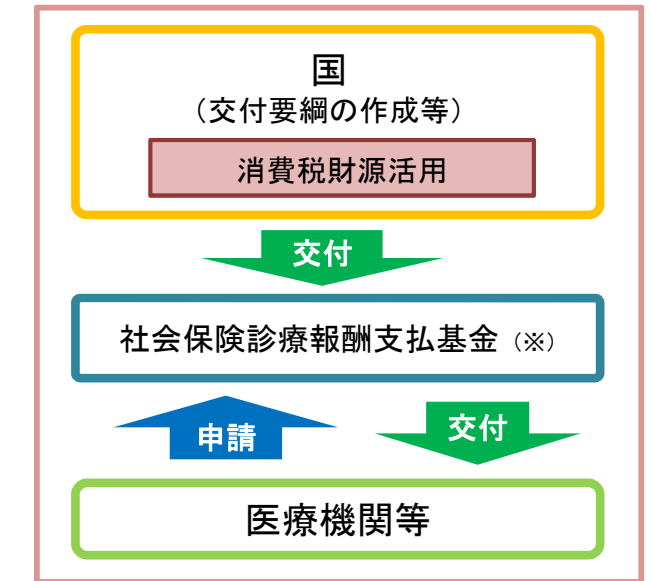 国
（交付要綱の作成等）
消費税財源活用
交付
社会保険診療報酬支払基金（※）
申請
交付
医療機関等